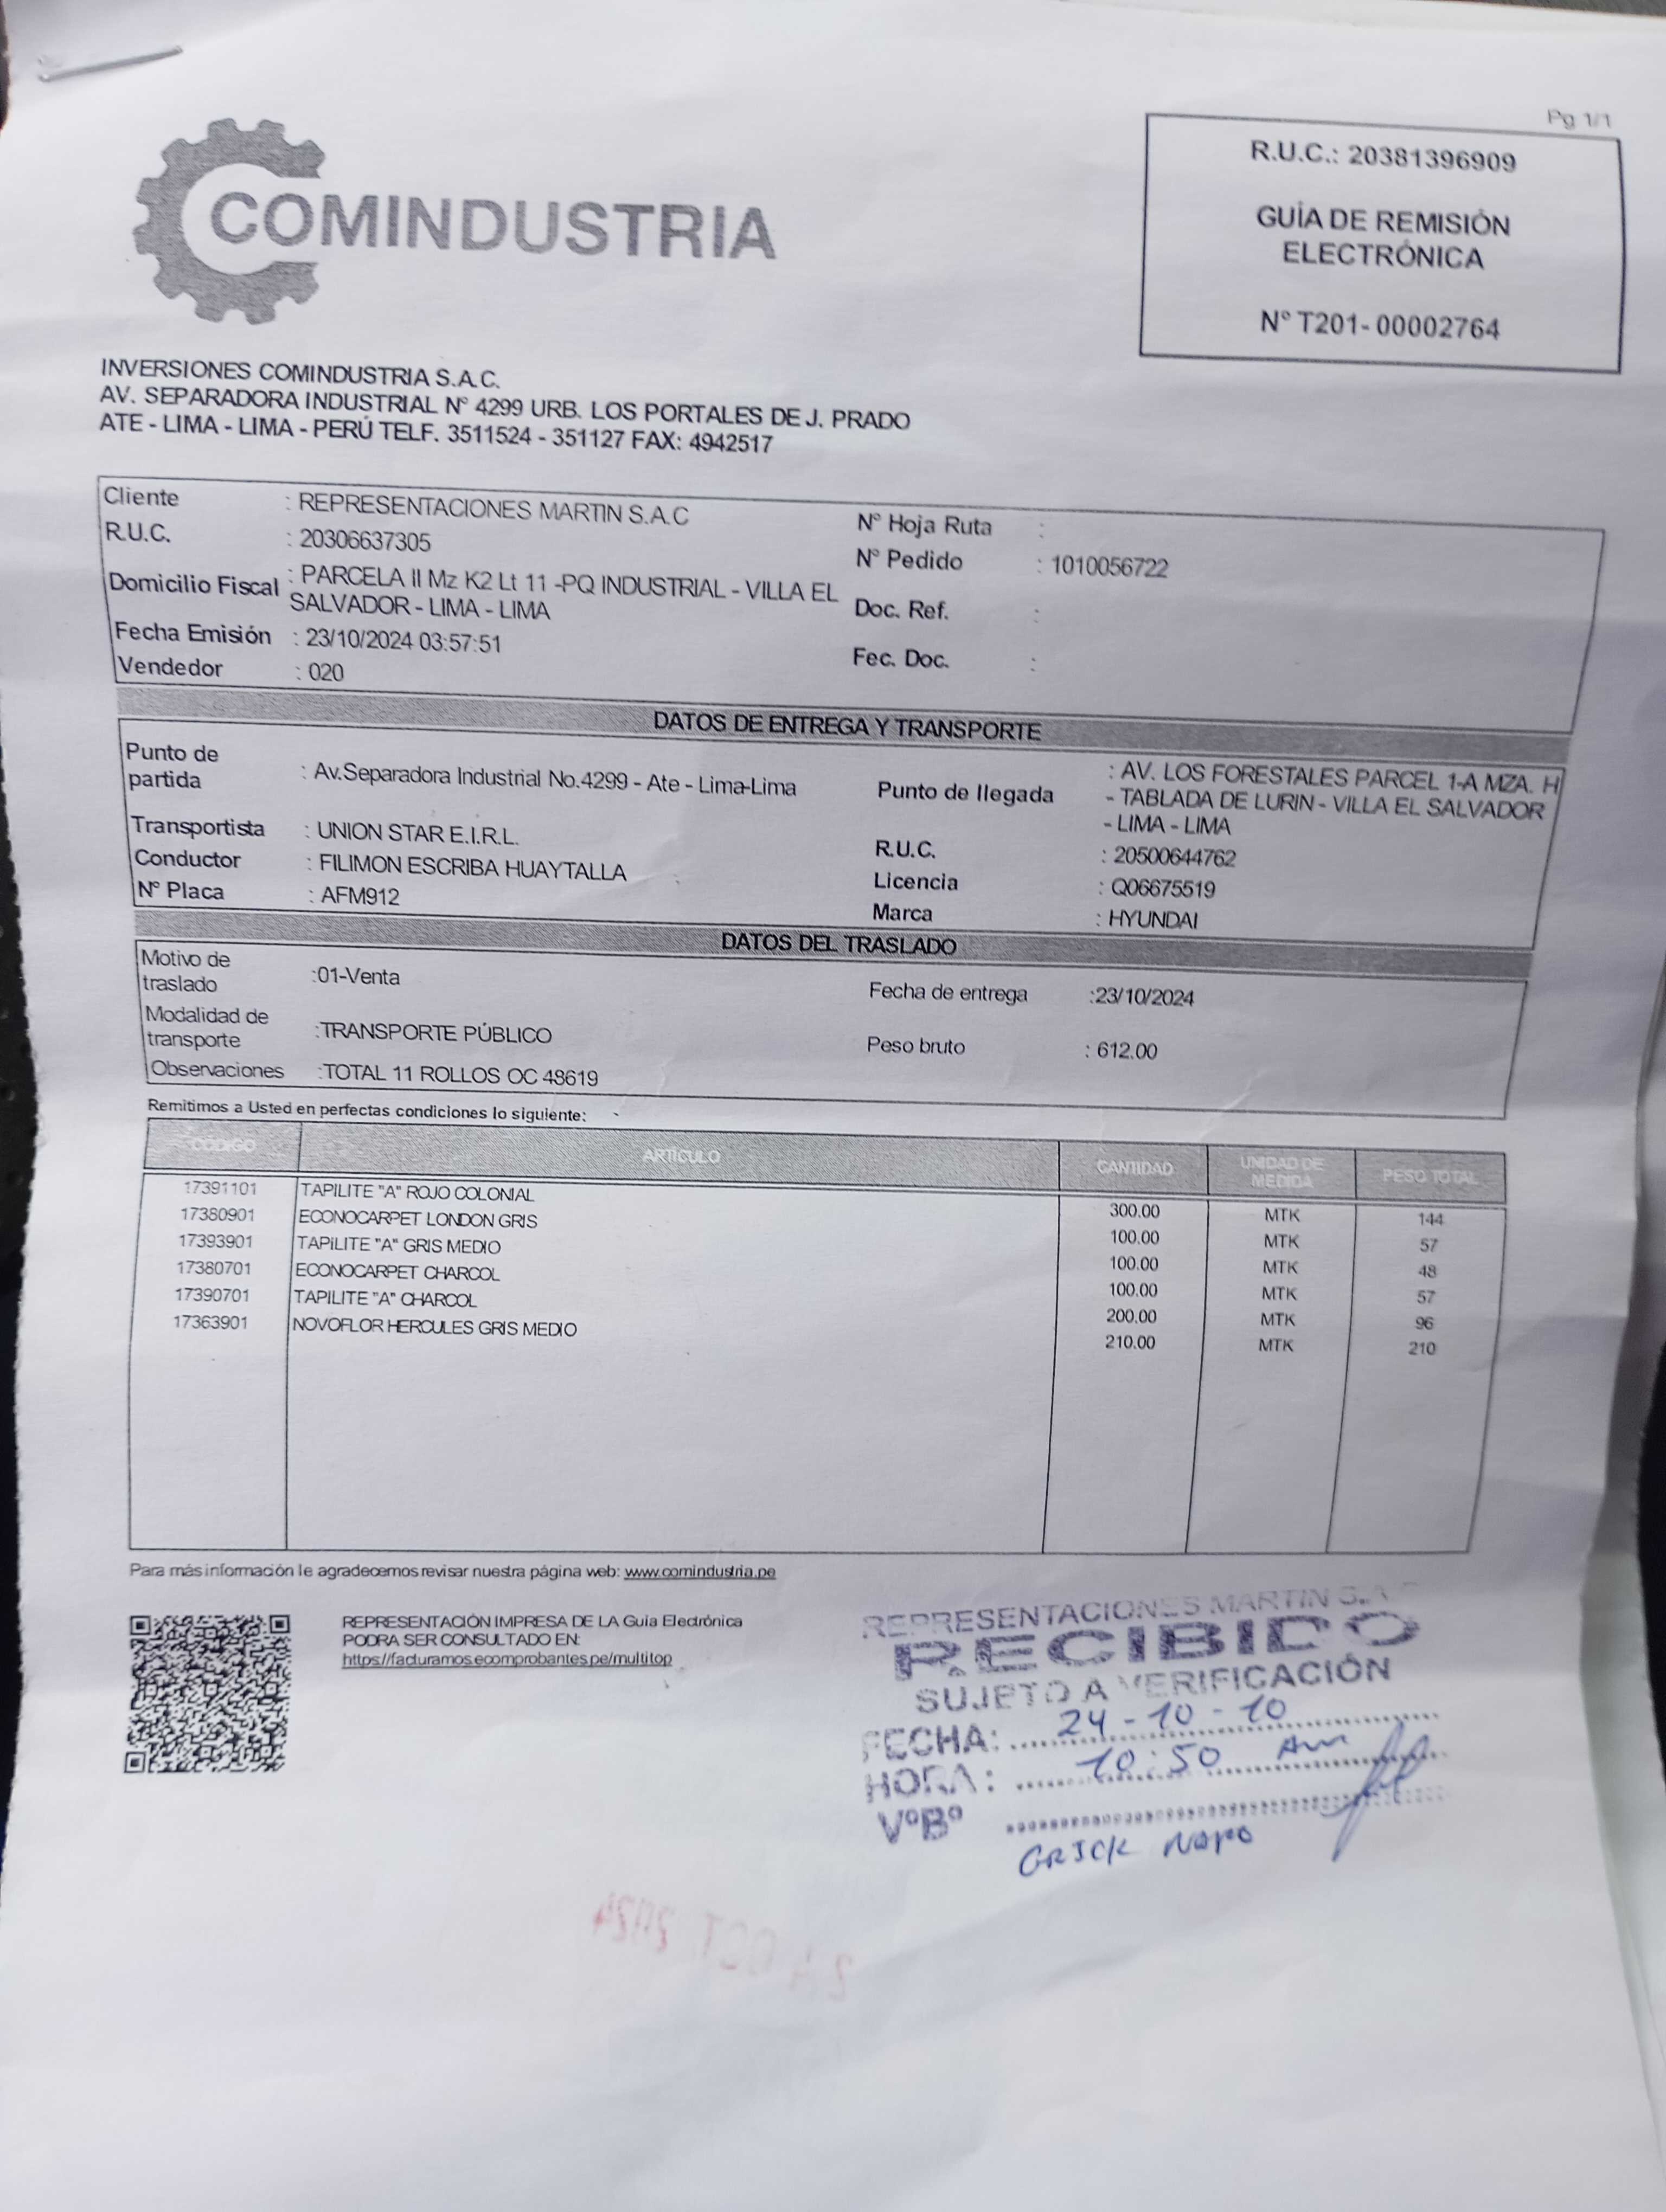 Pg 1/1
COMINDUSTRIA
R.U.C.: 20381396909
GUÍA DE REMISIÓN
ELECTRÓNICA
N° T201- 00002764
INVERSIONES COMINDUSTRIA S.A.C.
AV. SEPARADORA INDUSTRIAL N° 4299 URB. LOS PORTALES DE J. PRADO
ATE - LIMA - LIMA - PERÚ TELF. 3511524 - 351127 FAX: 4942517
Cliente : REPRESENTACIONES MARTIN S.A.C
R.U.C. : 20306637305
Domicilio Fiscal : PARCELA II Mz K2 Lt 11 -PQ INDUSTRIAL - VILLA EL
SALVADOR - LIMA - LIMA
Fecha Emisión : 23/10/2024 03:57:51
Vendedor : 020
N° Hoja Ruta :
N° Pedido : 1010056722
Doc. Ref. :
Fec. Doc. :
DATOS DE ENTREGA Y TRANSPORTE
Punto de
partida : Av.Separadora Industrial No.4299 - Ate - Lima-Lima
Transportista : UNION STAR E.I.R.L.
Conductor : FILIMON ESCRIBA HUAYTALLA
N° Placa : AFM912
Punto de llegada : AV. LOS FORESTALES PARCEL 1-A MZA. H
- TABLADA DE LURIN - VILLA EL SALVADOR
- LIMA - LIMA
R.U.C. : 20500644762
Licencia : Q06675519
Marca : HYUNDAI
DATOS DEL TRASLADO
Motivo de
traslado :01-Venta
Modalidad de
transporte :TRANSPORTE PÚBLICO
Observaciones :TOTAL 11 ROLLOS OC 48619
Fecha de entrega :23/10/2024
Peso bruto : 612.00
Remitimos a Usted en perfectas condiciones lo siguiente:
CÓDIGO ARTÍCULO CANTIDAD UNIDAD DE MEDIDA PESO TOTAL
17391101 TAPILITE "A" ROJO COLONIAL 300.00 MTK 144
17380901 ECONOCARPET LONDON GRIS 100.00 MTK 57
17393901 TAPILITE "A" GRIS MEDIO 100.00 MTK 48
17380701 ECONOCARPET CHARCOL 100.00 MTK 57
17390701 TAPILITE "A" CHARCOL 200.00 MTK 96
17363901 NOVOFLOR HERCULES GRIS MEDIO 210.00 MTK 210
Para más información le agradecemos revisar nuestra página web: www.comindustria.pe
REPRESENTACIÓN IMPRESA DE LA Guía Electrónica
PODRA SER CONSULTADO EN:
https://facturamos.ecomprobantes.pe/multitop
REPRESENTACIONES MARTIN S.A.C
RECIBIDO
SUJETO A VERIFICACIÓN
FECHA: 24 - 10 - 10
HORA: 10:50 Am
V°B°
24 OCT 2024